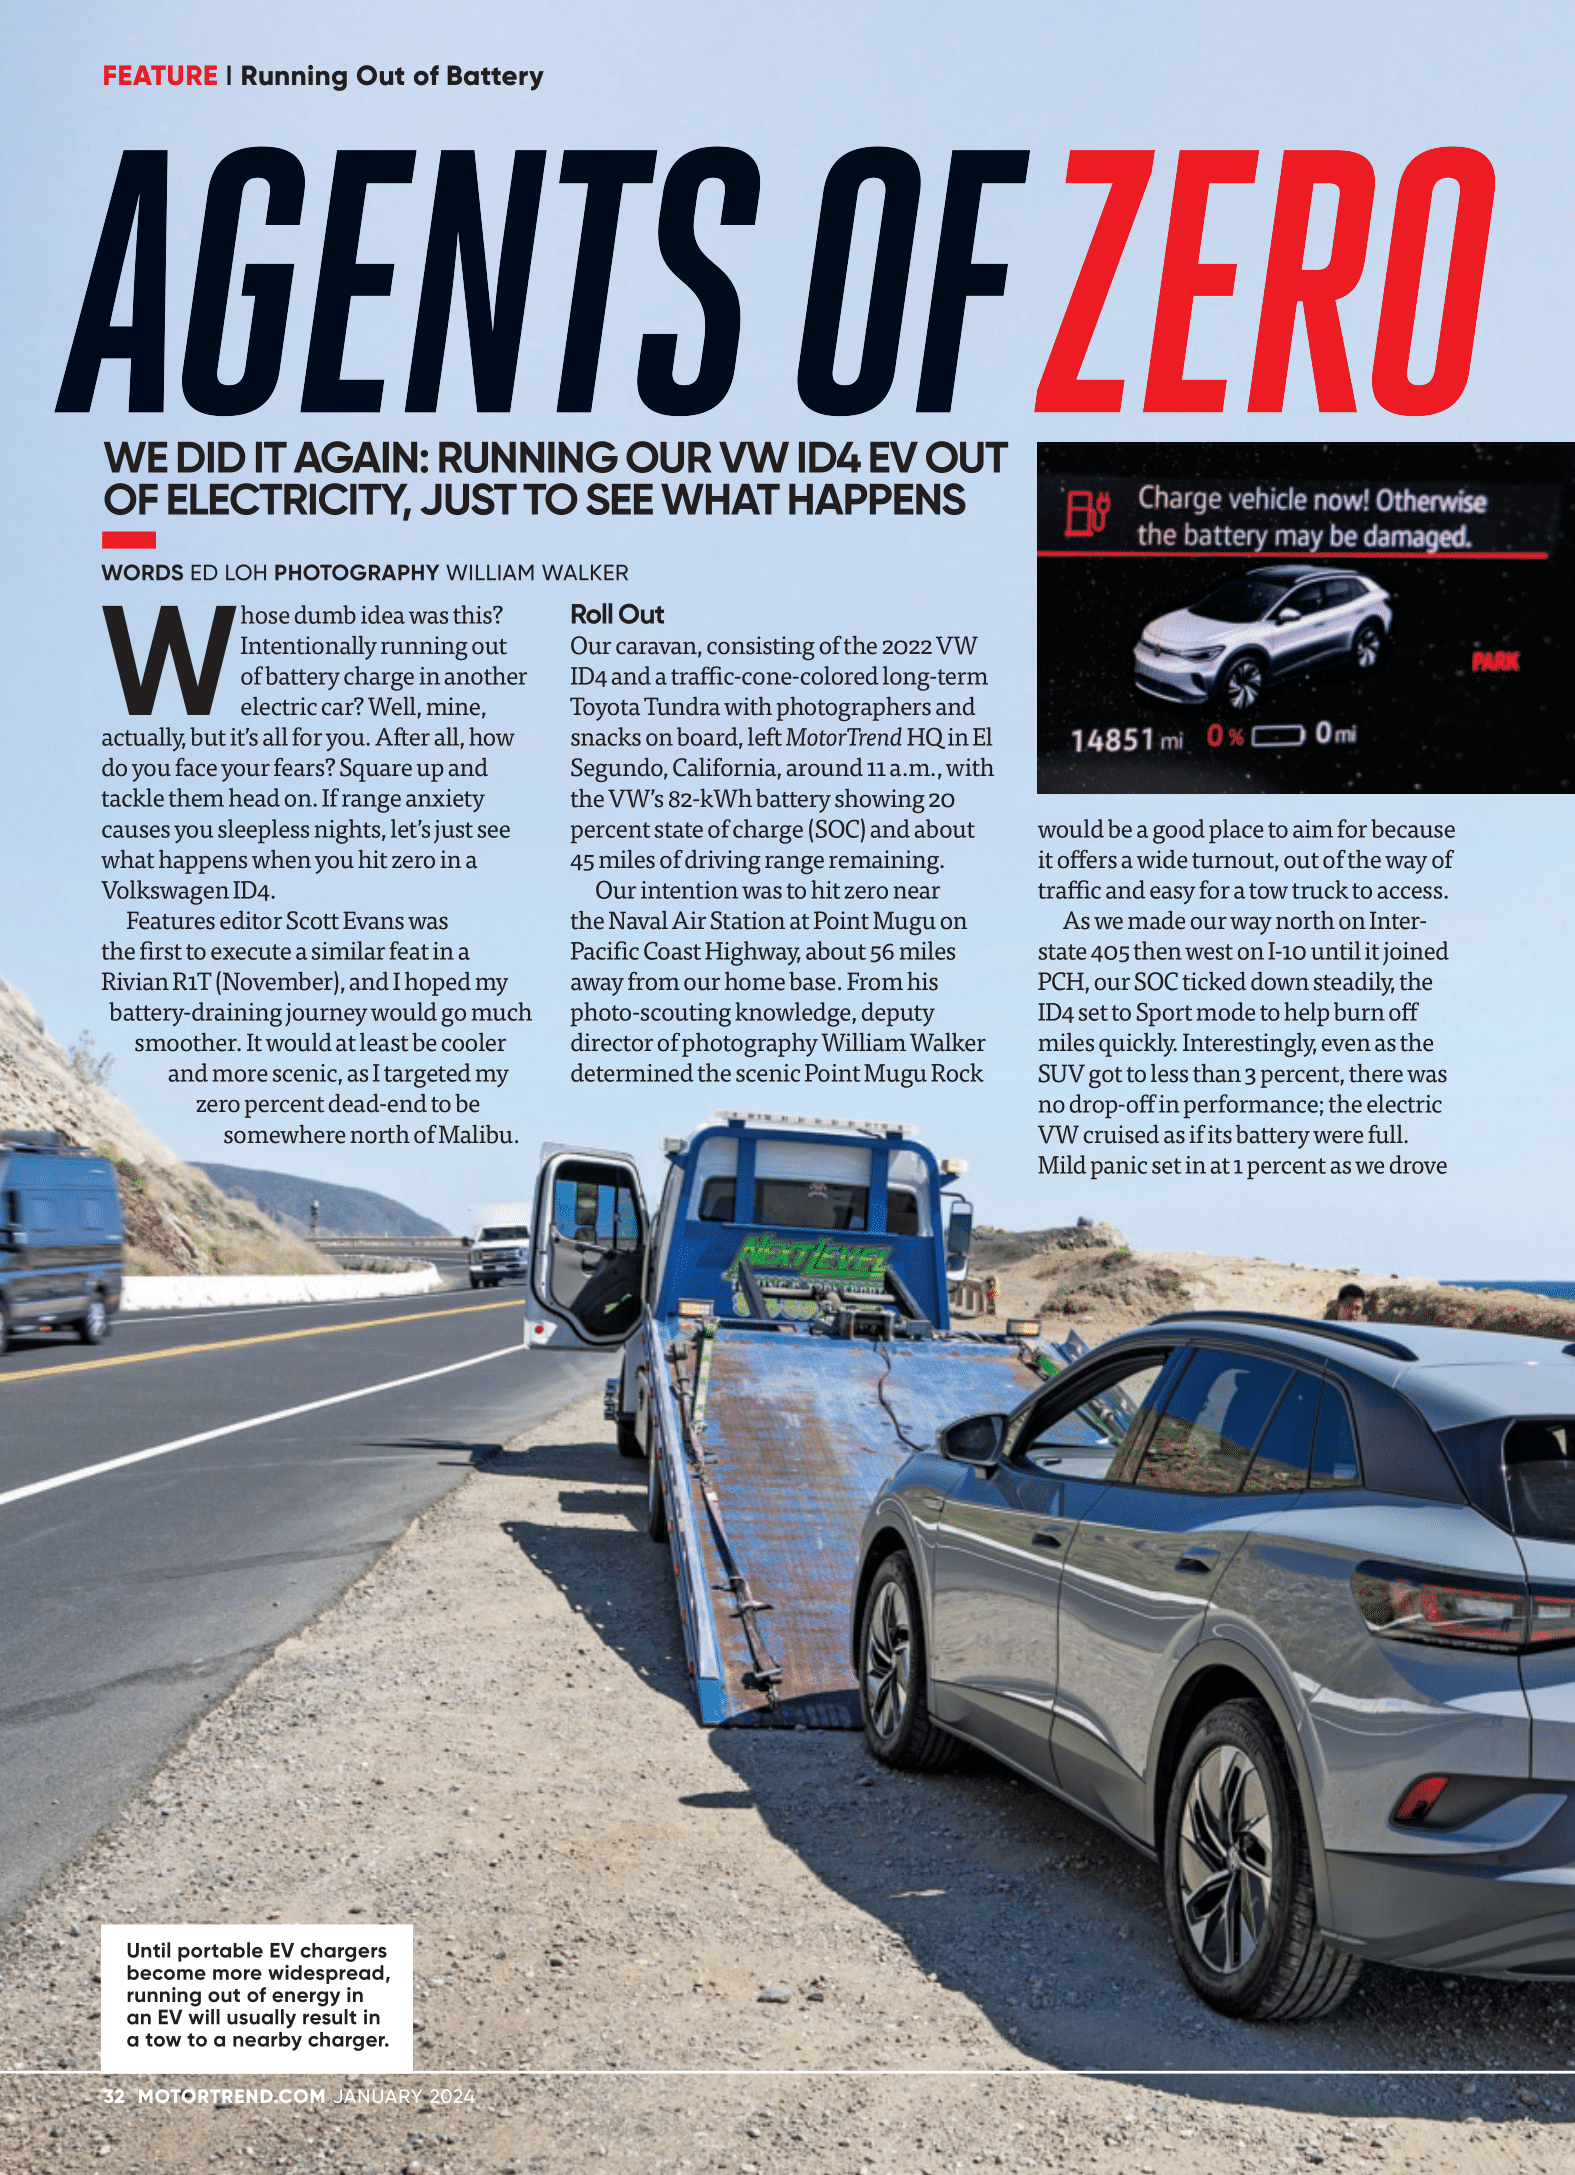 FEATURE | Running Out of Battery
AGENTS OF ZERO
WE DID IT AGAIN: RUNNING OUR VW ID4 EV OUT
OF ELECTRICITY, JUST TO SEE WHAT HAPPENS
WORDS ED LOH PHOTOGRAPHY WILLIAM WALKER
Whose dumb idea was this?
Intentionally running out
of battery charge in another
electric car? Well, mine,
actually, but it’s all for you. After all, how
do you face your fears? Square up and
tackle them head on. If range anxiety
causes you sleepless nights, let’s just see
what happens when you hit zero in a
Volkswagen ID4.
Features editor Scott Evans was
the first to execute a similar feat in a
Rivian R1T (November), and I hoped my
battery-draining journey would go much
smoother. It would at least be cooler
and more scenic, as I targeted my
zero percent dead-end to be
somewhere north of Malibu.
Roll Out
Our caravan, consisting of the 2022 VW
ID4 and a traffic-cone-colored long-term
Toyota Tundra with photographers and
snacks on board, left MotorTrend HQ in El
Segundo, California, around 11 a.m., with
the VW’s 82-kWh battery showing 20
percent state of charge (SOC) and about
45 miles of driving range remaining.
Our intention was to hit zero near
the Naval Air Station at Point Mugu on
Pacific Coast Highway, about 56 miles
away from our home base. From his
photo-scouting knowledge, deputy
director of photography William Walker
determined the scenic Point Mugu Rock
Charge vehicle now! Otherwise
the battery may be damaged.
PARK
14851 mi 0 % 0 mi
would be a good place to aim for because
it offers a wide turnout, out of the way of
traffic and easy for a tow truck to access.
As we made our way north on Inter-
state 405 then west on I-10 until it joined
PCH, our SOC ticked down steadily, the
ID4 set to Sport mode to help burn off
miles quickly. Interestingly, even as the
SUV got to less than 3 percent, there was
no drop-off in performance; the electric
VW cruised as if its battery were full.
Mild panic set in at 1 percent as we drove
NEXT LEVEL
Until portable EV chargers
become more widespread,
running out of energy in
an EV will usually result in
a tow to a nearby charger.
32 MOTORTREND.COM JANUARY 2024